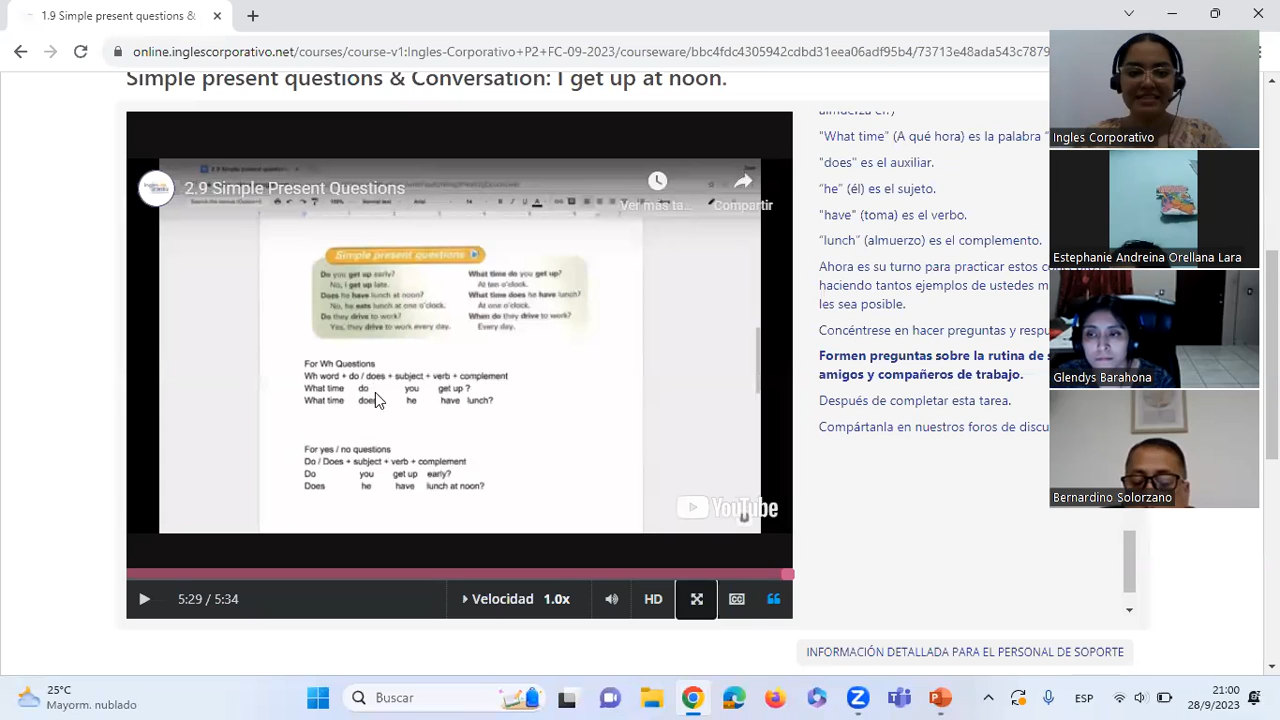 1.9 Simple present questions &
online.inglescorporativo.net/courses/course-v1:Ingles-Corporativo+P2+FC-09-2023/courseware/bbc4fdc4305942cdbd31eea06adf95b4/73713e48ada543c7879
Simple present questions & Conversation: I get up at noon.
2.9 Simple Present Questions
Ver más ta...
Compartir
Simple present questions
Do you get up early?
No, I get up late.
Does he have lunch at noon?
No, he eats lunch at one o'clock.
Do they drive to work?
Yes, they drive to work every day.
What time do you get up?
At ten o'clock.
What time does he have lunch?
At one o'clock.
When do they drive to work?
Every day.
For Wh Questions
Wh word + do / does + subject + verb + complement
What time do you get up ?
What time does he have lunch?
For yes / no questions
Do / Does + subject + verb + complement
Do you get up early?
Does he have lunch at noon?
YouTube
5:29 / 5:34
Velocidad 1.0x
HD
almuerza él?)
"What time" (A qué hora) es la palabra "
"does" es el auxiliar.
"he" (él) es el sujeto.
"have" (toma) es el verbo.
"lunch" (almuerzo) es el complemento.
Ahora es su turno para practicar estos
haciendo tantos ejemplos de ustedes m
les sea posible.
Concentrense en hacer preguntas y respu
Formen preguntas sobre la rutina de s
amigos y compañeros de trabajo.
Después de completar esta tarea.
Compártanla en nuestros foros de discu
INFORMACIÓN DETALLADA PARA EL PERSONAL DE SOPORTE
Ingles Corporativo
Estephanie Andreina Orellana Lara
Glendys Barahona
Bernardino Solorzano
25°C
Mayorm. nublado
Buscar
ESP
21:00
28/9/2023